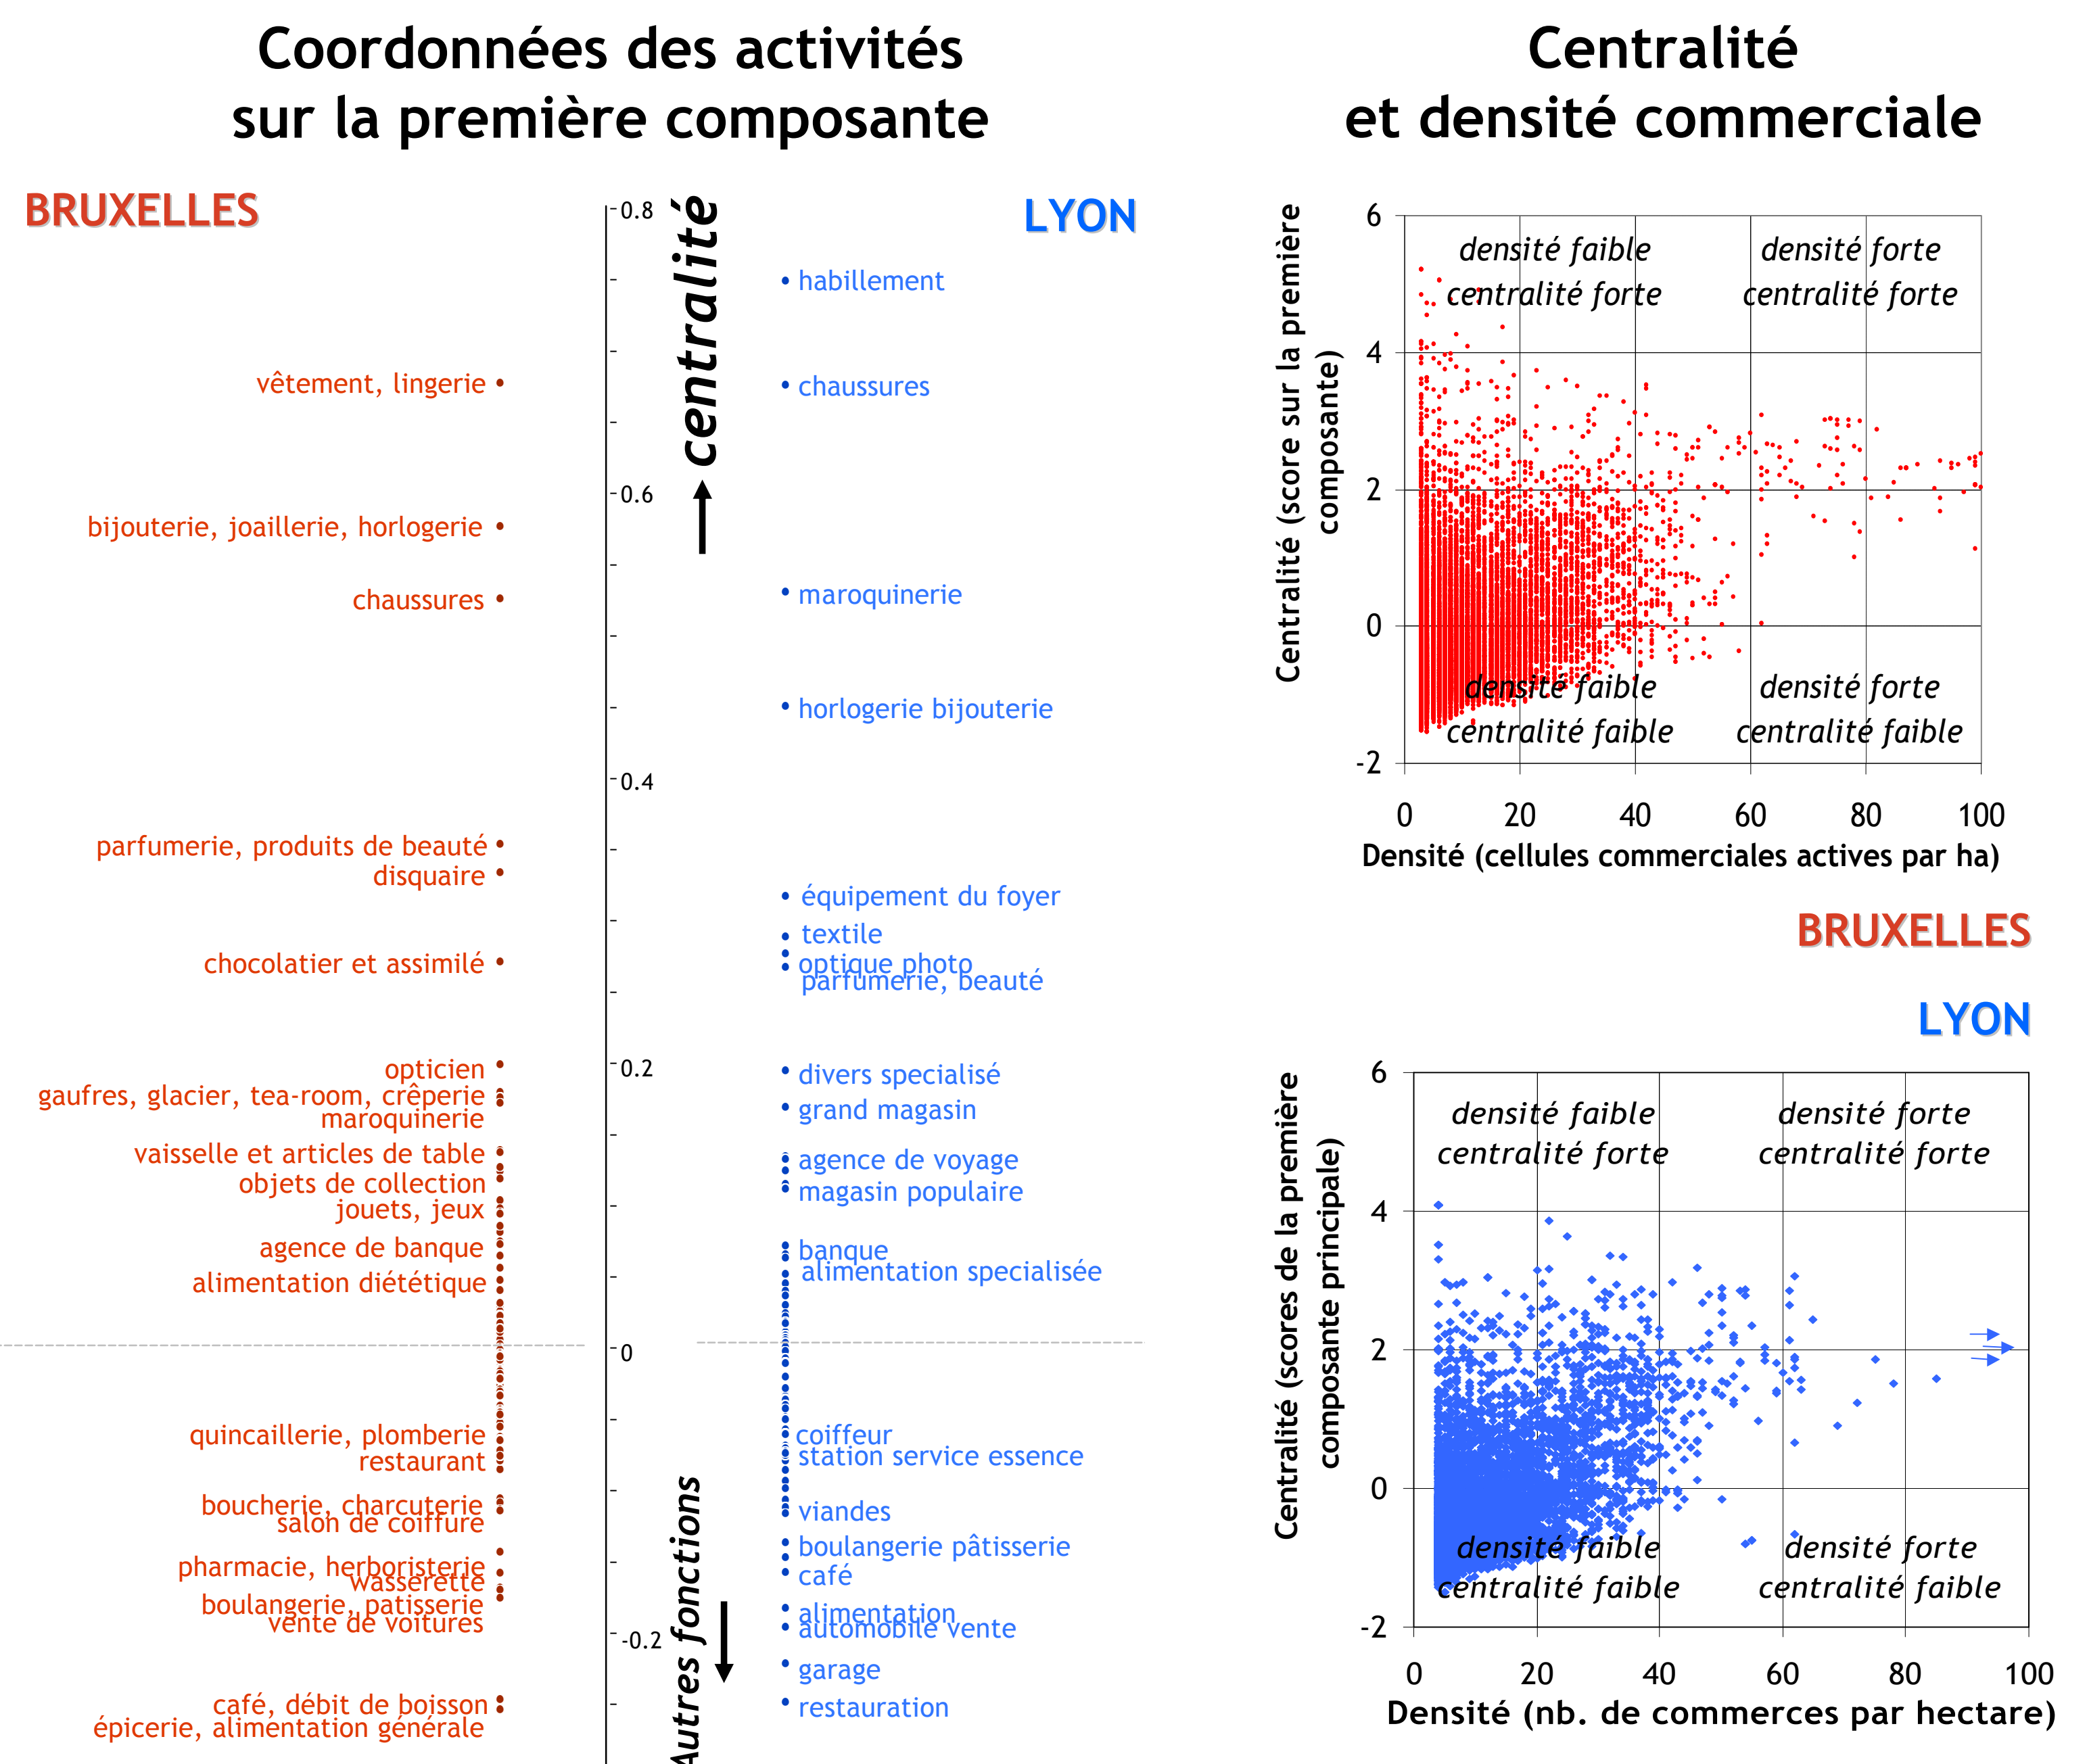 Coordonnées des activités
sur la première composante
BRUXELLES
LYON
centralité
Autres fonctions
0.8
0.6
0.4
0.2
0
-0.2
vêtement, lingerie
bijouterie, joaillerie, horlogerie
chaussures
parfumerie, produits de beauté
disquaire
chocolatier et assimilé
opticien
gaufres, glacier, tea-room, crêperie
maroquinerie
vaisselle et articles de table
objets de collection
jouets, jeux
agence de banque
alimentation diététique
quincaillerie, plomberie
restaurant
boucherie, charcuterie
salon de coiffure
pharmacie, herboristerie
wasserette
boulangerie, patisserie
vente de voitures
café, débit de boisson
épicerie, alimentation générale
habillement
chaussures
maroquinerie
horlogerie bijouterie
équipement du foyer
textile
optique photo
parfumerie, beauté
divers specialisé
grand magasin
agence de voyage
magasin populaire
banque
alimentation specialisée
coiffeur
station service essence
viandes
boulangerie pâtisserie
café
alimentation
automobile vente
garage
restauration
Centralité
et densité commerciale
Centralité (score sur la première
composante)
6
4
2
0
-2
densité faible
centralité forte
densité forte
centralité forte
densité faible
centralité faible
densité forte
centralité faible
0 20 40 60 80 100
Densité (cellules commerciales actives par ha)
BRUXELLES
LYON
Centralité (scores de la première
composante principale)
6
4
2
0
-2
densité faible
centralité forte
densité forte
centralité forte
densité faible
centralité faible
densité forte
centralité faible
0 20 40 60 80 100
Densité (nb. de commerces par hectare)